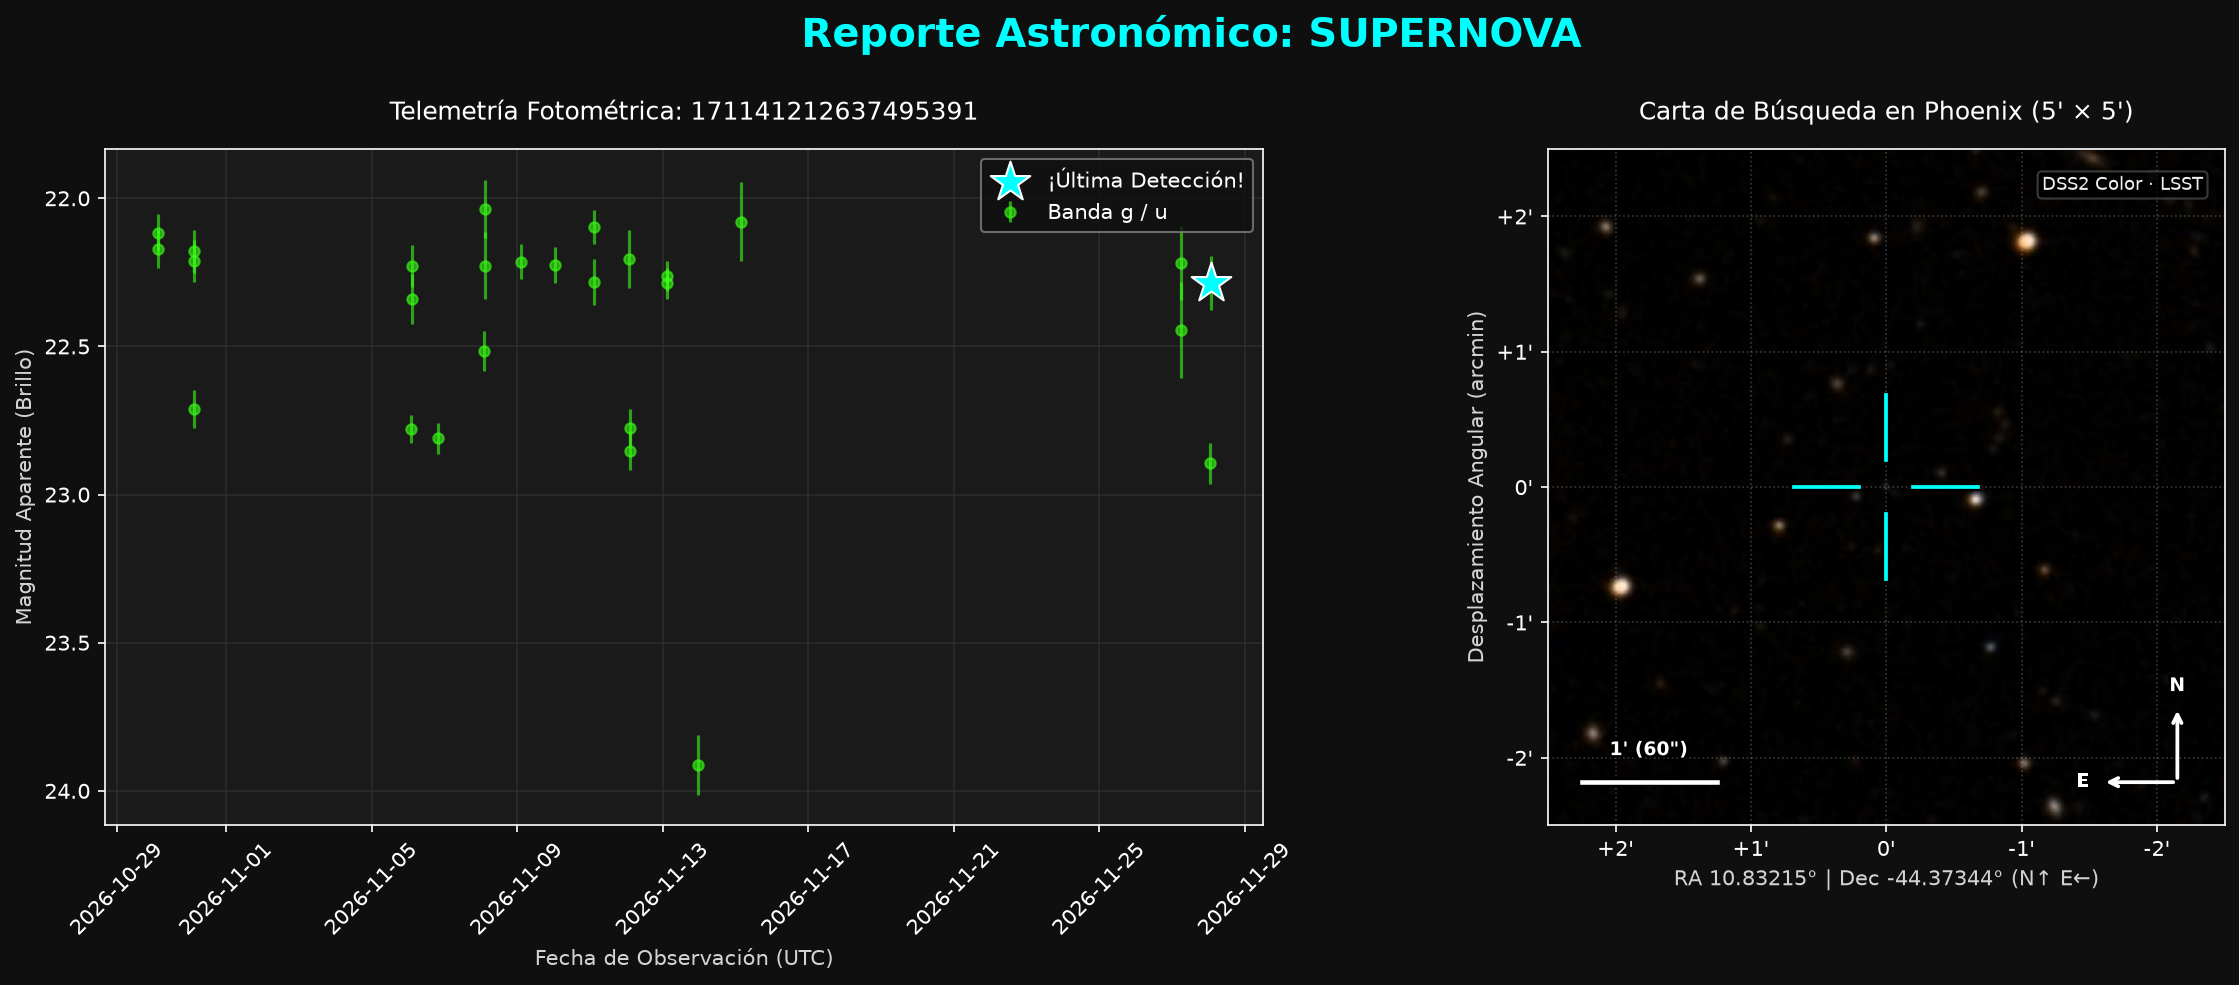 Reporte Astronómico: SUPERNOVA
Telemetría Fotométrica: 171141212637495391
¡Última Detección!
Banda g / u
Magnitud Aparente (Brillo)
22.0
22.5
23.0
23.5
24.0
2026-10-29
2026-11-01
2026-11-05
2026-11-09
2026-11-13
2026-11-17
2026-11-21
2026-11-25
2026-11-29
Fecha de Observación (UTC)
Carta de Búsqueda en Phoenix (5' × 5')
DSS2 Color · LSST
Desplazamiento Angular (arcmin)
+2'
+1'
0'
-1'
-2'
N
1' (60")
E
+2'
+1'
0'
-1'
-2'
RA 10.83215° | Dec -44.37344° (N↑ E←)